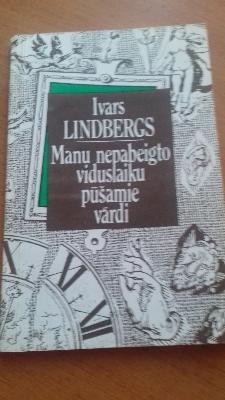 Ivars
LINDBERGS
Manu nepabeigto
viduslaiku
pūšamie
vārdi